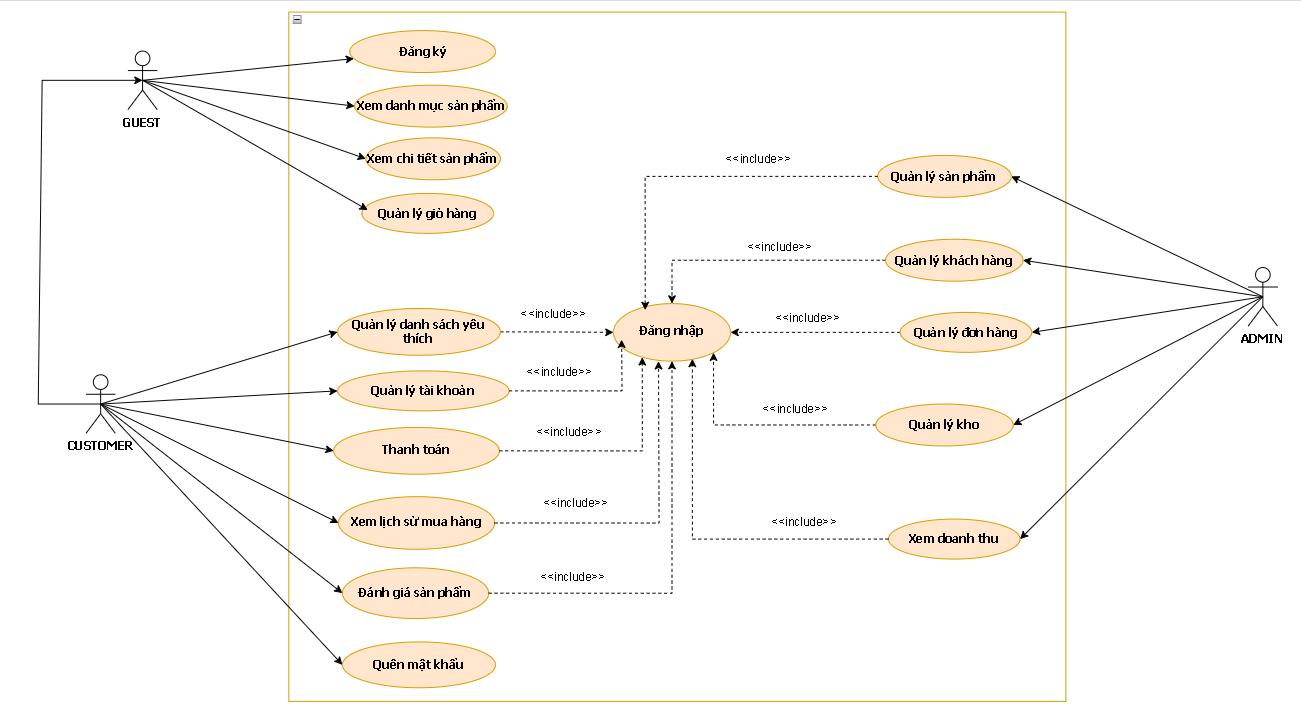 Đăng ký
GUEST
Xem danh mục sản phẩm
Xem chi tiết sản phẩm
Quản lý giỏ hàng
<<include>>
Quản lý sản phẩm
<<include>>
Quản lý khách hàng
ADMIN
Quản lý danh sách yêu
thích
<<include>>
Đăng nhập
<<include>>
Quản lý đơn hàng
Quản lý tài khoản
<<include>>
CUSTOMER
Thanh toán
<<include>>
<<include>>
Quản lý kho
Xem lịch sử mua hàng
<<include>>
<<include>>
Xem doanh thu
Đánh giá sản phẩm
<<include>>
Quên mật khẩu